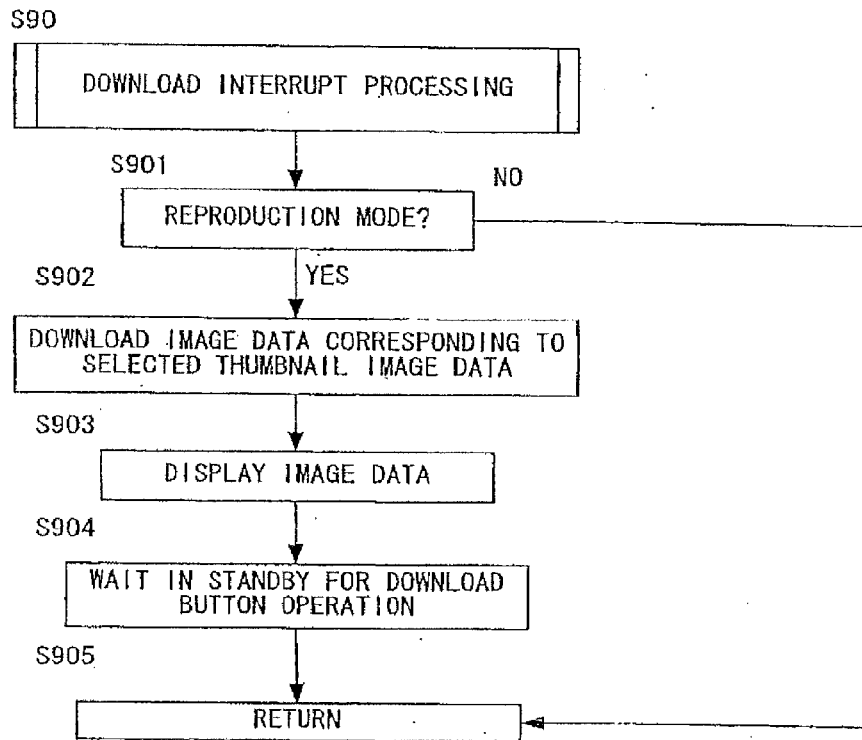 S90
DOWNLOAD INTERRUPT PROCESSING
S901
NO
REPRODUCTION MODE?
S902
YES
DOWNLOAD IMAGE DATA CORRESPONDING TO
SELECTED THUMBNAIL IMAGE DATA
S903
DISPLAY IMAGE DATA
S904
WAIT IN STANDBY FOR DOWNLOAD
BUTTON OPERATION
S905
RETURN